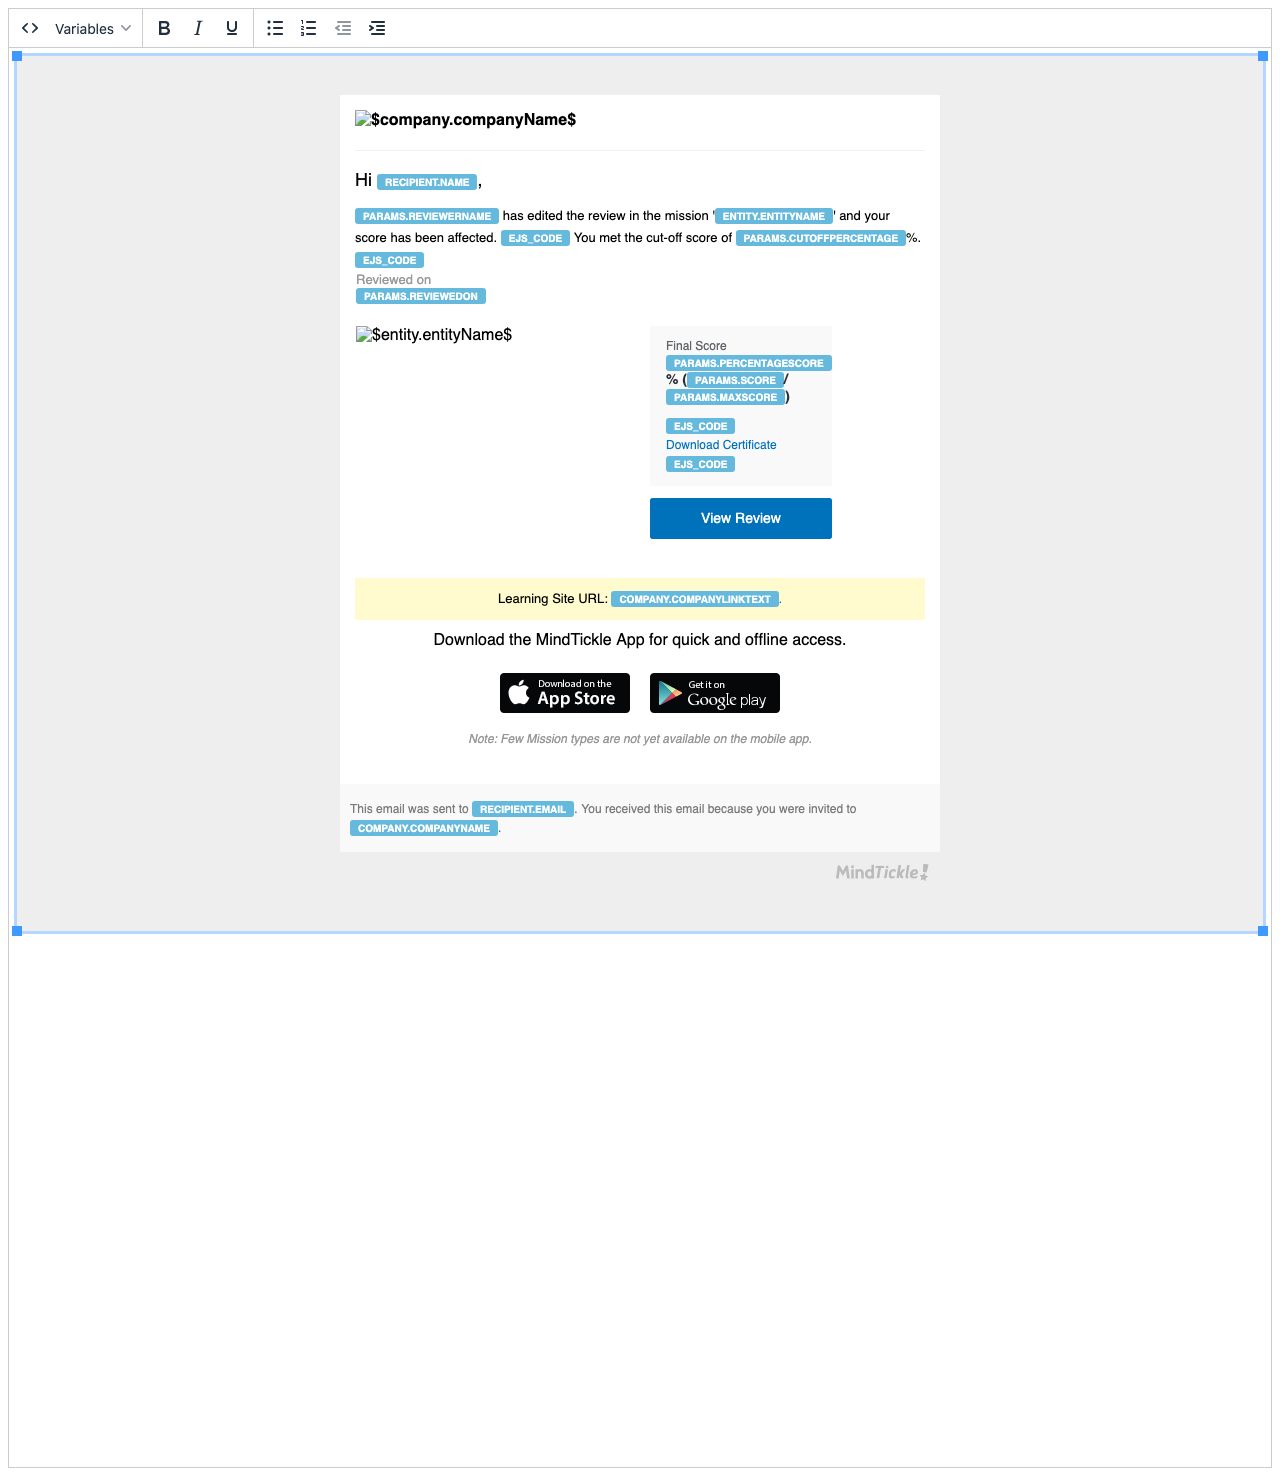 Variables
B I U
$company.companyName$
Hi RECIPIENT.NAME,
PARAMS.REVIEWERNAME has edited the review in the mission 'ENTITY.ENTITYNAME' and your
score has been affected. EJS_CODE You met the cut-off score of PARAMS.CUTOFFPERCENTAGE%.
EJS_CODE
Reviewed on
PARAMS.REVIEWEDON
$entity.entityName$
Final Score
PARAMS.PERCENTAGESCORE
% (PARAMS.SCORE/
PARAMS.MAXSCORE)
EJS_CODE
Download Certificate
EJS_CODE
View Review
Learning Site URL: COMPANY.COMPANYLINKTEXT.
Download the MindTickle App for quick and offline access.
Download on the
App Store
Get it on
Google play
Note: Few Mission types are not yet available on the mobile app.
This email was sent to RECIPIENT.EMAIL. You received this email because you were invited to
COMPANY.COMPANYNAME.
MindTickle!